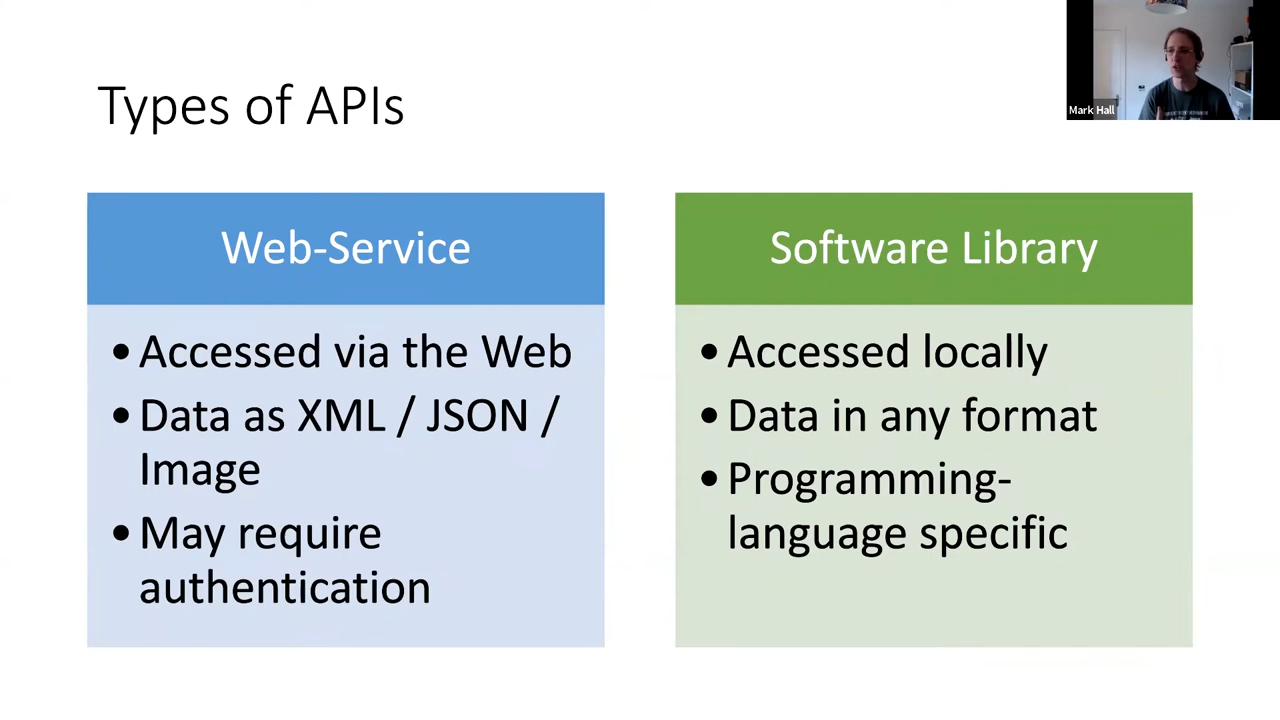 Types of APIs
Mark Hall
Web-Service
•Accessed via the Web
•Data as XML / JSON /
Image
•May require
authentication
Software Library
•Accessed locally
•Data in any format
•Programming-
language specific